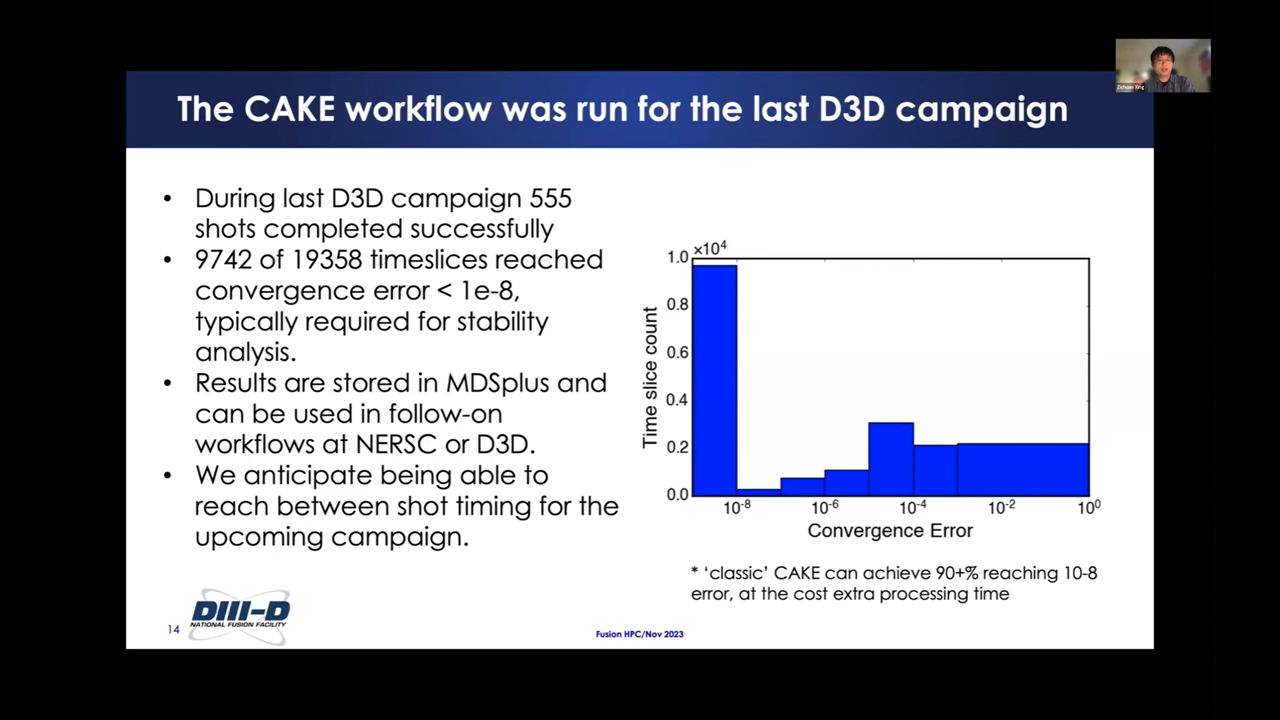 Zichuan Xing
The CAKE workflow was run for the last D3D campaign
• During last D3D campaign 555
shots completed successfully
• 9742 of 19358 timeslices reached
convergence error < 1e-8,
typically required for stability
analysis.
• Results are stored in MDSplus and
can be used in follow-on
workflows at NERSC or D3D.
• We anticipate being able to
reach between shot timing for the
upcoming campaign.
×10⁴
1.0
0.8
0.6
0.4
0.2
0.0
Time slice count
10⁻⁸ 10⁻⁶ 10⁻⁴ 10⁻² 10⁰
Convergence Error
* ‘classic’ CAKE can achieve 90+% reaching 10-8
error, at the cost extra processing time
14
DIII-D
NATIONAL FUSION FACILITY
Fusion HPC/Nov 2023